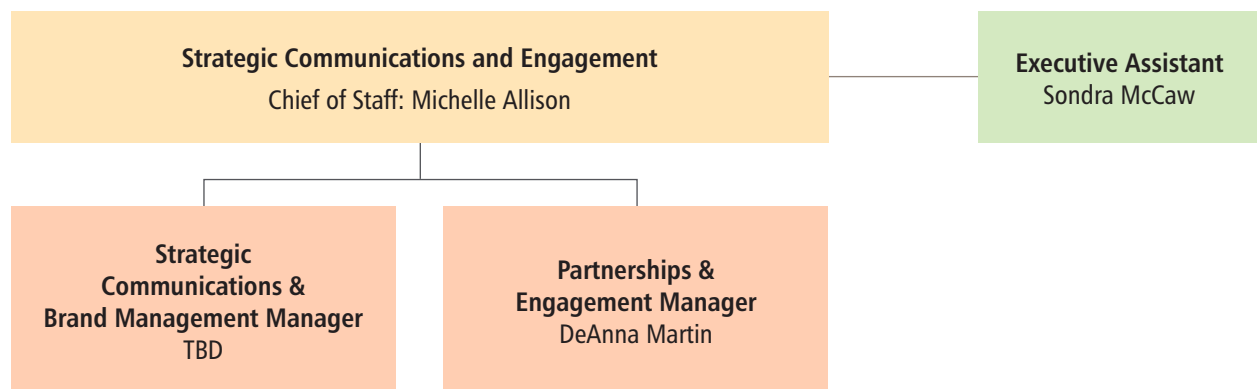 Strategic Communications and Engagement
Chief of Staff: Michelle Allison
Executive Assistant
Sondra McCaw
Strategic
Communications &
Brand Management Manager
TBD
Partnerships &
Engagement Manager
DeAnna Martin